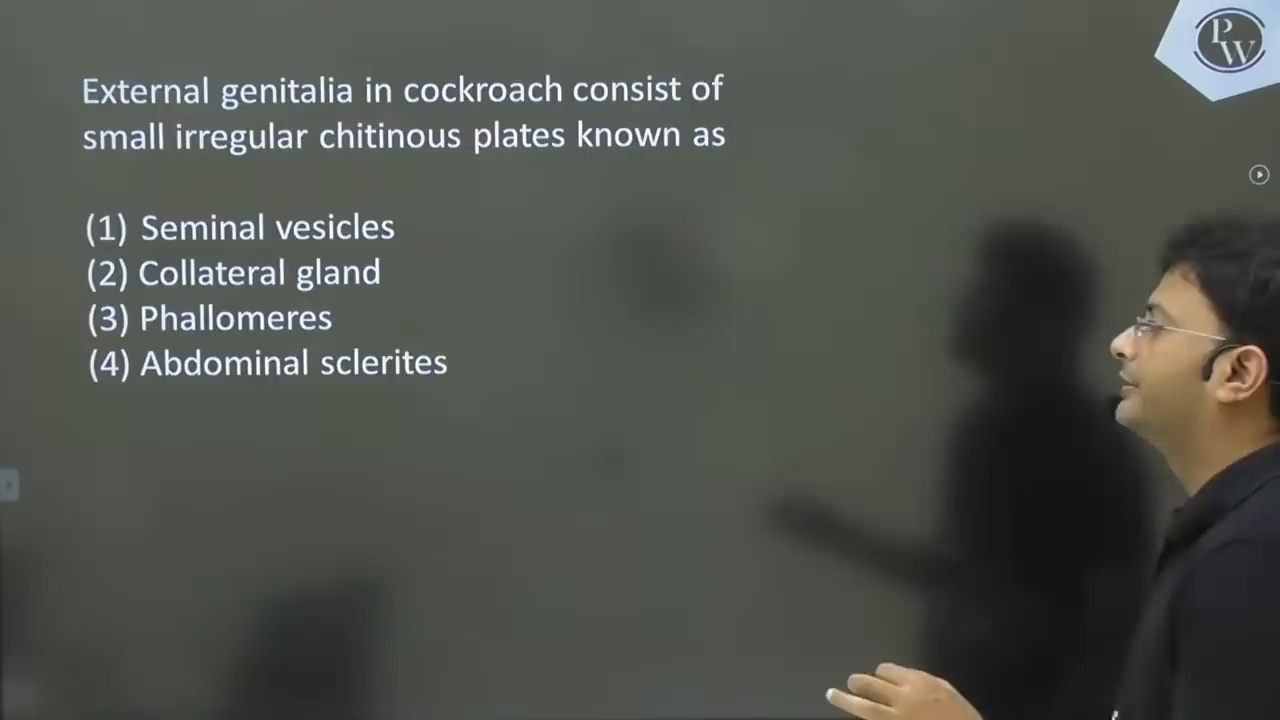 PW
External genitalia in cockroach consist of
small irregular chitinous plates known as
(1) Seminal vesicles
(2) Collateral gland
(3) Phallomeres
(4) Abdominal sclerites